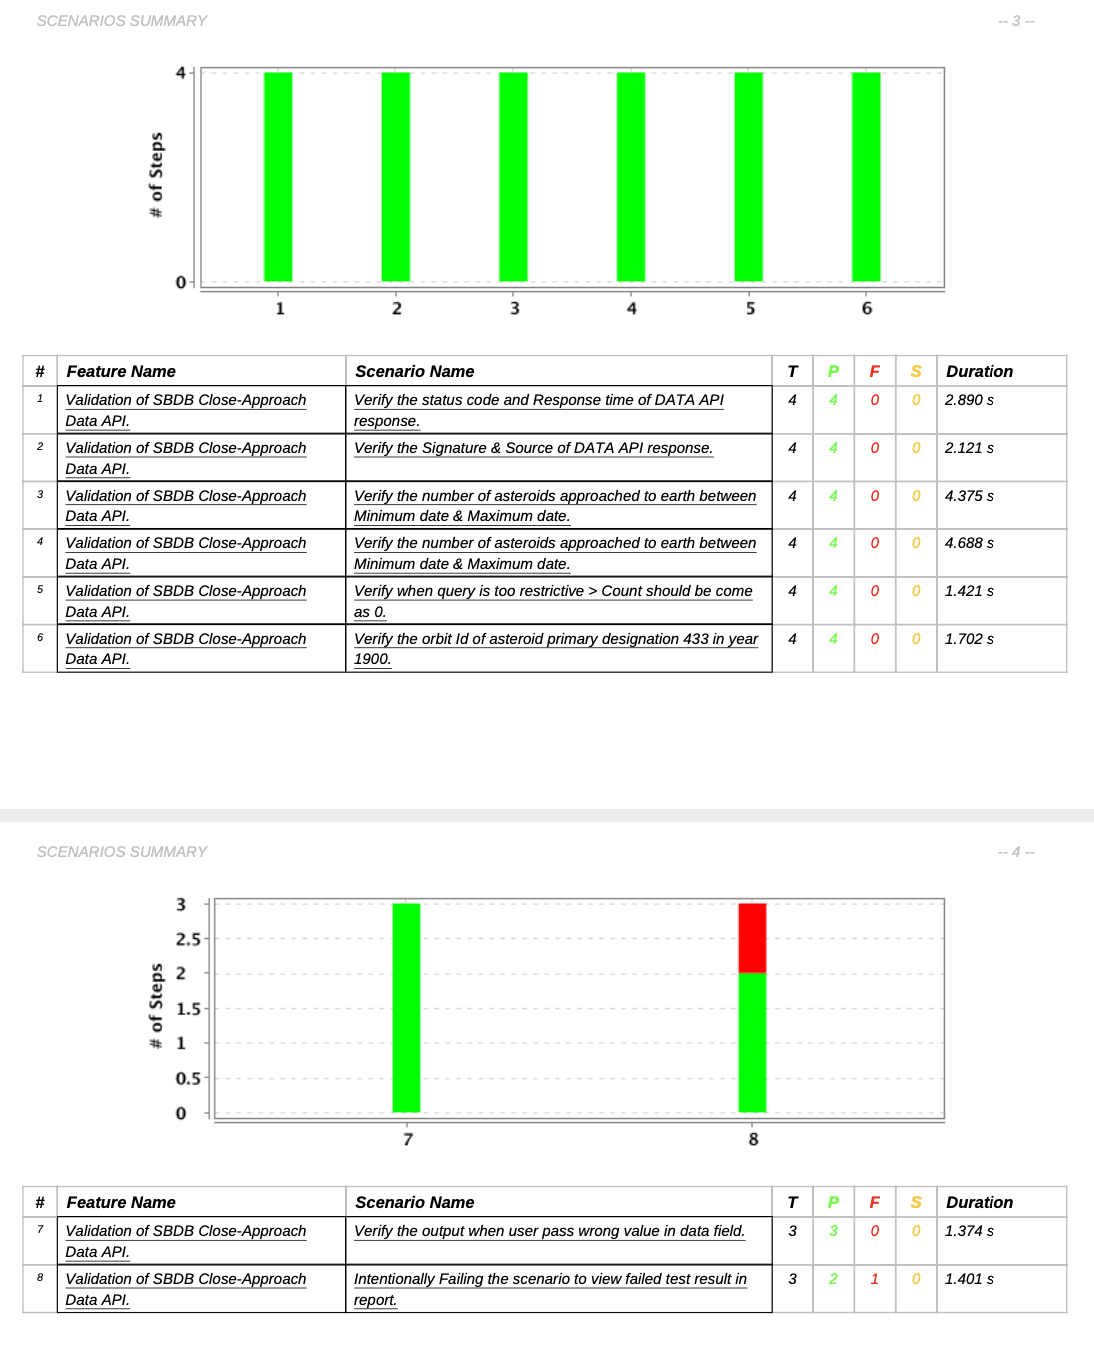 SCENARIOS SUMMARY -- 3 --
4
# of Steps
0
1 2 3 4 5 6
# Feature Name Scenario Name T P F S Duration
1 Validation of SBDB Close-Approach Verify the status code and Response time of DATA API 4 4 0 0 2.890 s
Data API. response.
2 Validation of SBDB Close-Approach Verify the Signature & Source of DATA API response. 4 4 0 0 2.121 s
Data API.
3 Validation of SBDB Close-Approach Verify the number of asteroids approached to earth between 4 4 0 0 4.375 s
Data API. Minimum date & Maximum date.
4 Validation of SBDB Close-Approach Verify the number of asteroids approached to earth between 4 4 0 0 4.688 s
Data API. Minimum date & Maximum date.
5 Validation of SBDB Close-Approach Verify when query is too restrictive > Count should be come 4 4 0 0 1.421 s
Data API. as 0.
6 Validation of SBDB Close-Approach Verify the orbit Id of asteroid primary designation 433 in year 4 4 0 0 1.702 s
Data API. 1900.
SCENARIOS SUMMARY -- 4 --
3
2.5
2
1.5
# of Steps
1
0.5
0
7 8
# Feature Name Scenario Name T P F S Duration
7 Validation of SBDB Close-Approach Verify the output when user pass wrong value in data field. 3 3 0 0 1.374 s
Data API.
8 Validation of SBDB Close-Approach Intentionally Failing the scenario to view failed test result in 3 2 1 0 1.401 s
Data API. report.